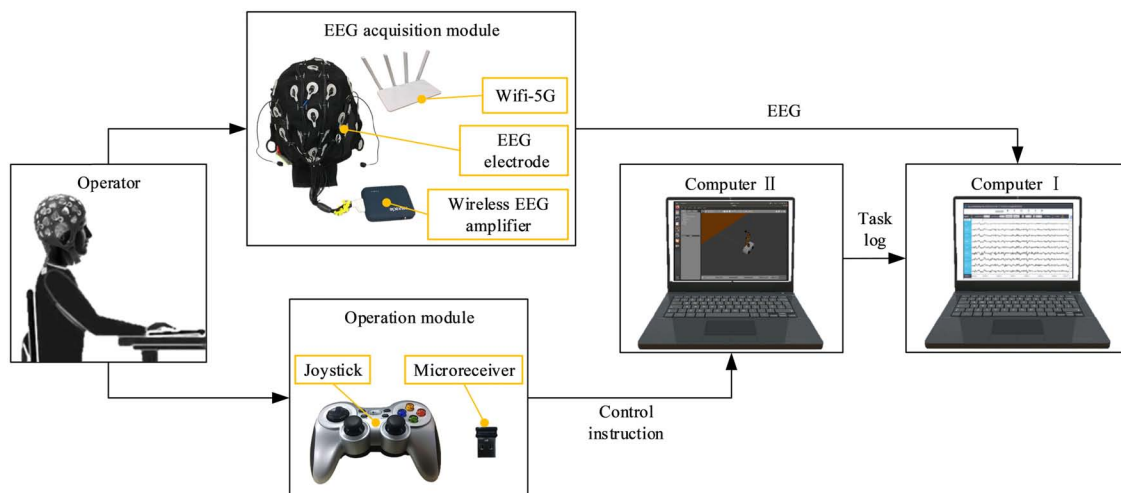 EEG acquisition module
Wifi-5G
EEG
electrode
Wireless EEG
amplifier
EEG
Operator
Computer Ⅱ
Computer Ⅰ
Task
log
Operation module
Joystick
Microreceiver
Control
instruction